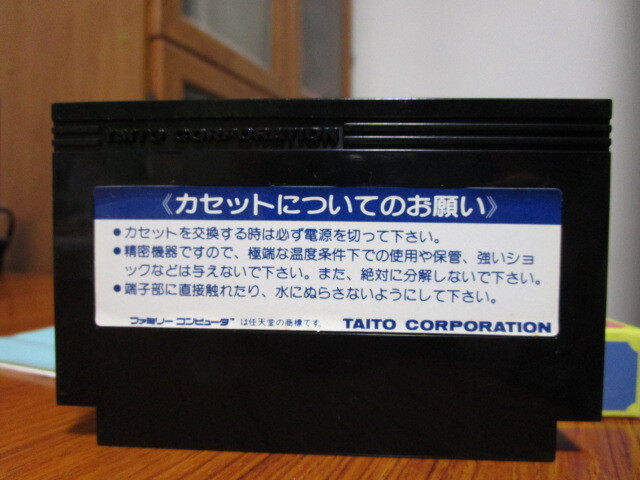 TAITO CORPORATION
《カセットについてのお願い》
●カセットを交換する時は必ず電源を切って下さい。
●精密機器ですので、極端な温度条件下での使用や保管、強いショ
ックなどは与えないで下さい。また、絶対に分解しないで下さい。
●端子部に直接触れたり、水にぬらさないようにして下さい。
ファミリーコンピュータ™は任天堂の商標です。 TAITO CORPORATION